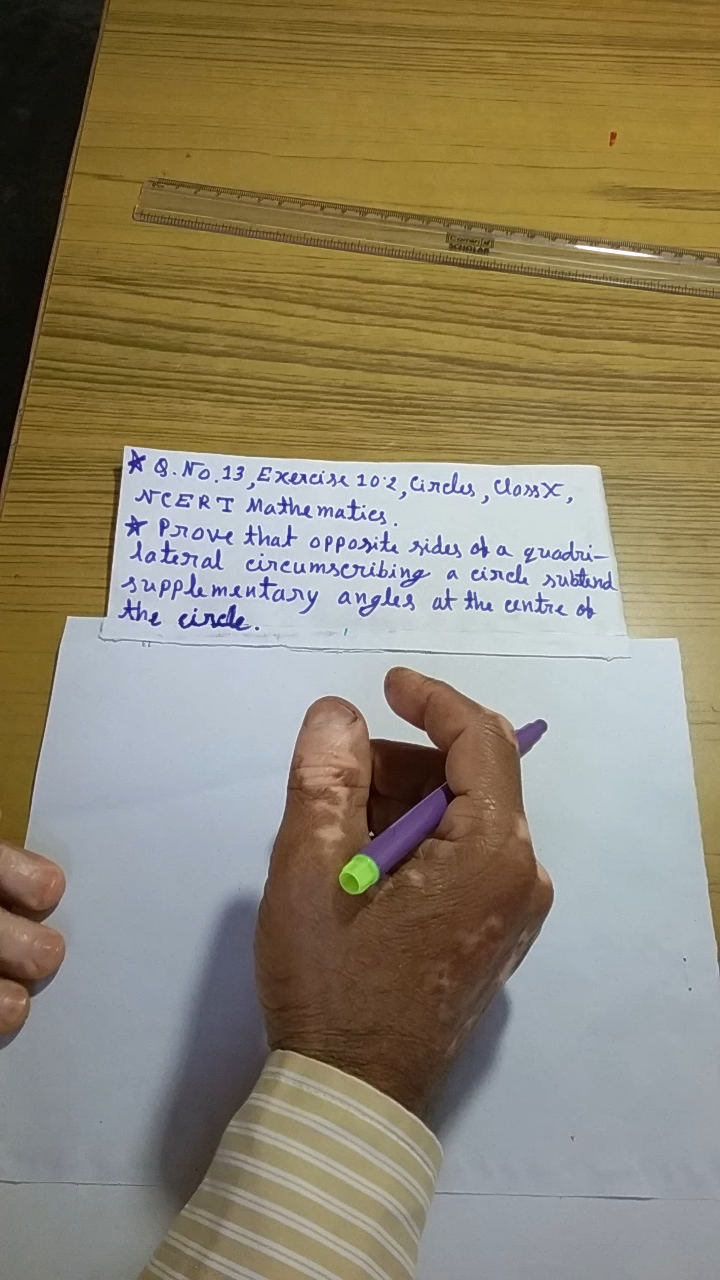 * Q. No. 13, Exercise 10.2, Circles, Class X,
NCERT Mathematics.
* Prove that opposite sides of a quadri-
lateral circumscribing a circle subtend
supplementary angles at the centre of
the circle.
SCHOLAR